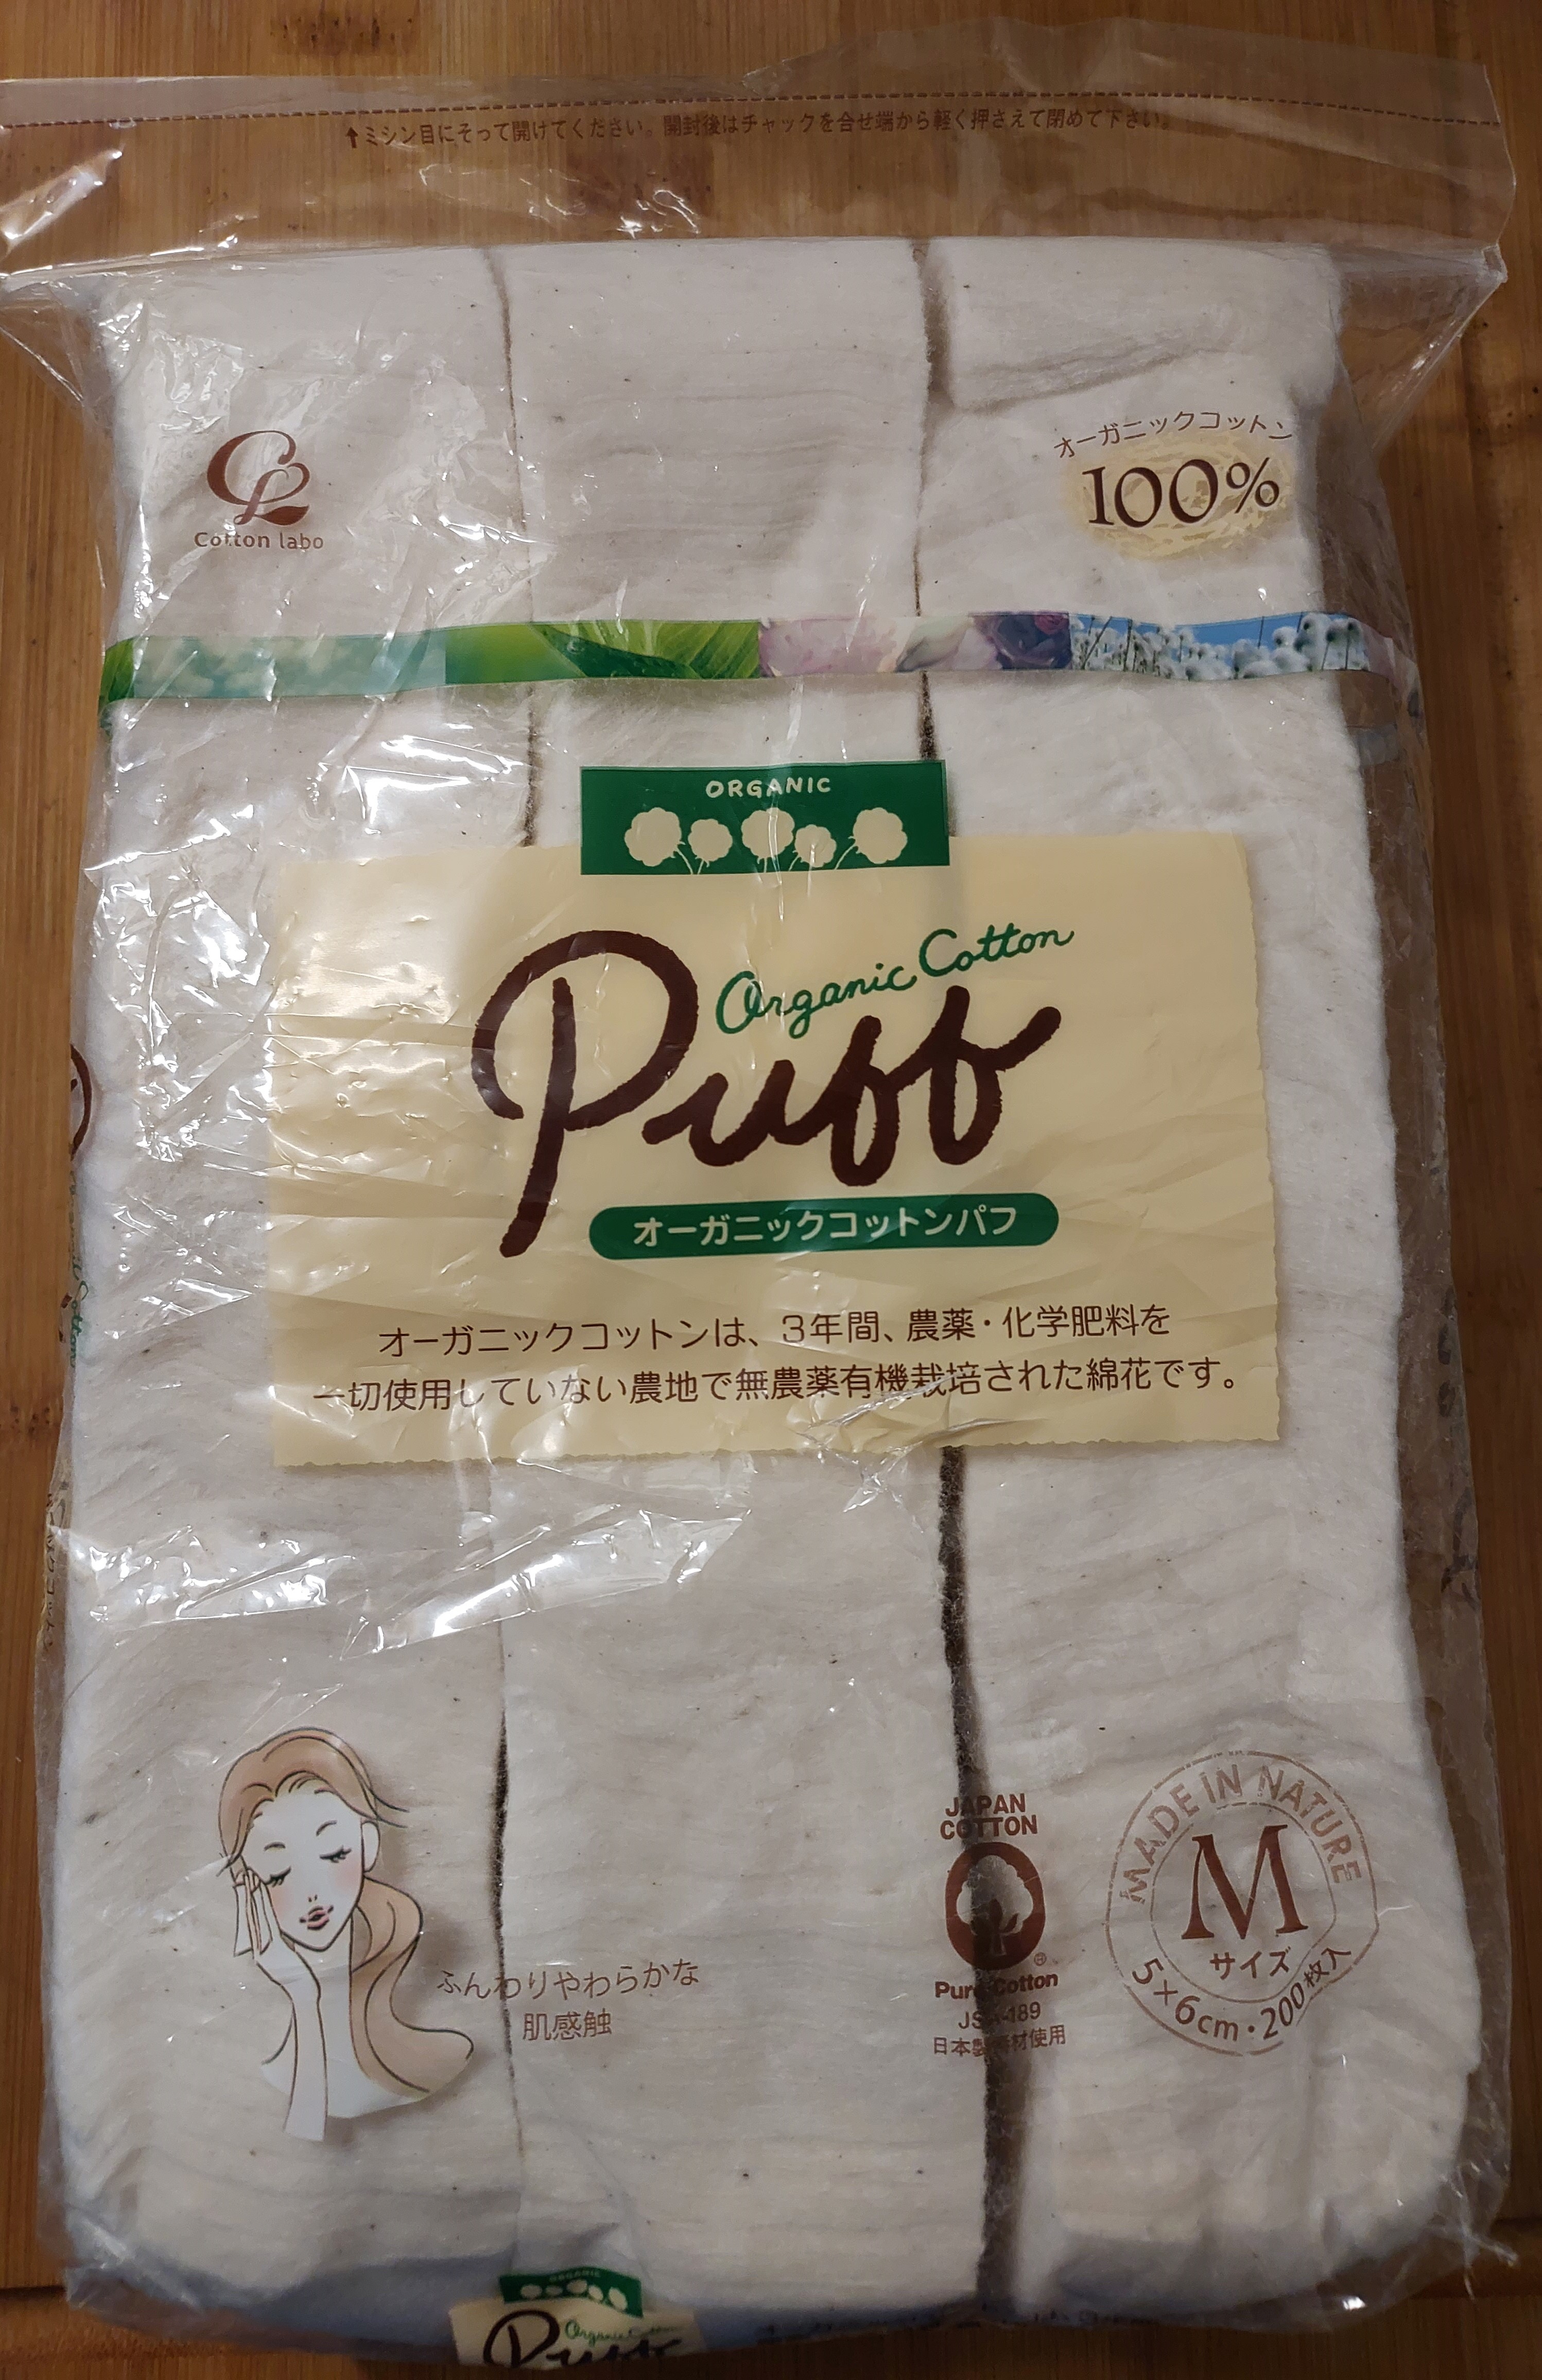 ↑ミシン目にそって開けてください。開封後はチャックを合せ端から軽く押さえて閉めて下さい。
Cotton labo
オーガニックコットン
100%
ORGANIC
Organic Cotton
Puff
オーガニックコットンパフ
オーガニックコットンは、3年間、農薬・化学肥料を
一切使用していない農地で無農薬有機栽培された綿花です。
ふんわりやわらかな
肌感触
JAPAN
COTTON
®
Pure Cotton
日本製素材使用
MADE IN NATURE
M
サイズ
5×6cm・200枚入
ORGANIC
Organic Cotton
Puff